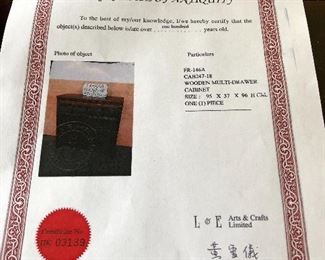 To the best of my/our knowledge, I/we hereby certify that the
one hundred
object(s) described below is/are over .................... years old.
Photo of object
Particulars
FR-146A
CA8247-18
WOODEN MULTI-DRAWER
CABINET
SIZE : 95 X 37 X 96 H CM.
ONE (1) PIECE
L & E Arts & Crafts
Limited
Certificate No.
HK 03139